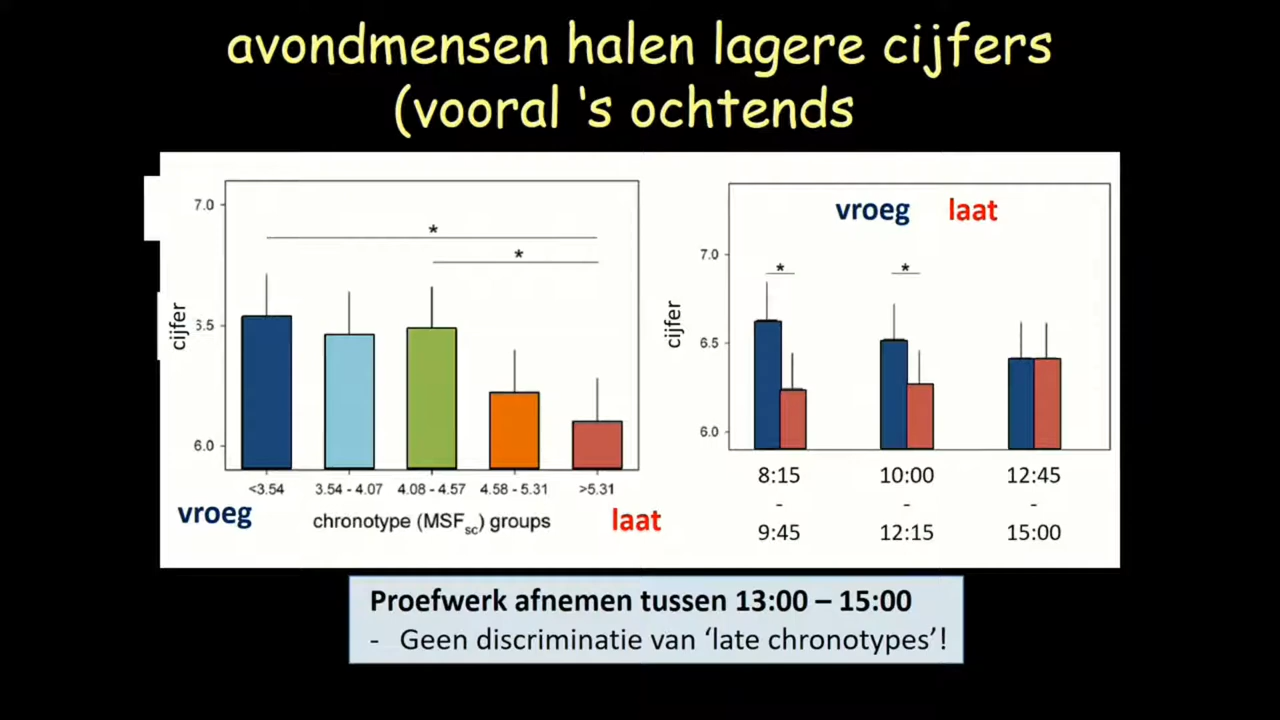 avondmensen halen lagere cijfers
(vooral ‘s ochtends
7.0
*
*
6.0
cijfer
<3.54 3.54 - 4.07 4.08 - 4.57 4.58 - 5.31 >5.31
vroeg chronotype (MSFsc) groups laat
vroeg laat
7.0
* *
6.5
6.0
cijfer
8:15 10:00 12:45
- - -
9:45 12:15 15:00
Proefwerk afnemen tussen 13:00 – 15:00
- Geen discriminatie van ‘late chronotypes’!